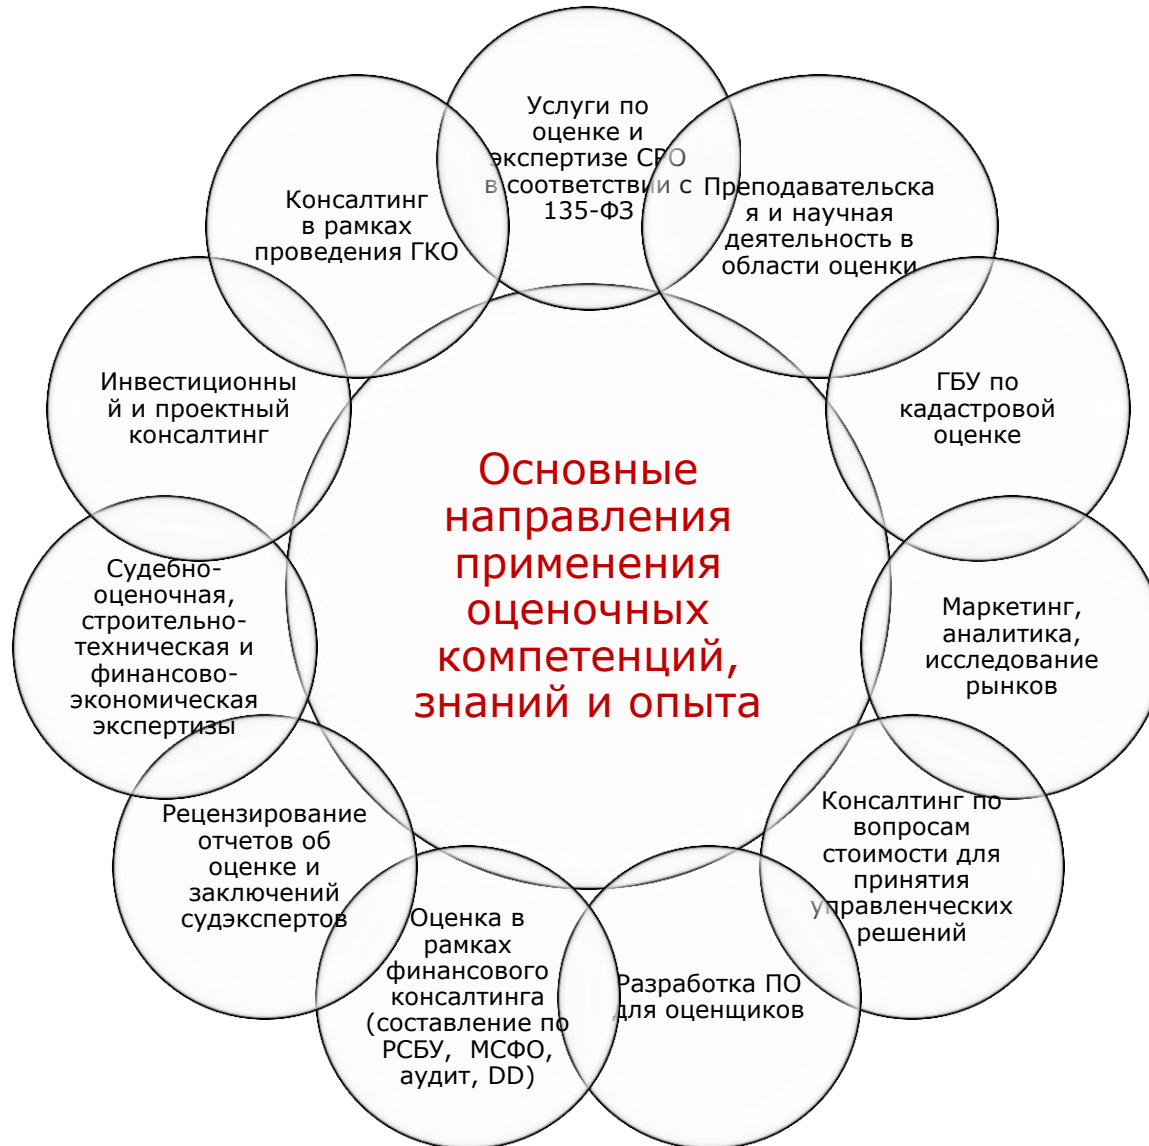 Услуги по
оценке и
экспертизе СРО
в соответствии с
135-ФЗ
Преподавательска
я и научная
деятельность в
области оценки
ГБУ по
кадастровой
оценке
Маркетинг,
аналитика,
исследование
рынков
Консалтинг по
вопросам
стоимости для
принятия
управленческих
решений
Разработка ПО
для оценщиков
Оценка в
рамках
финансового
консалтинга
(составление по
РСБУ,  МСФО,
аудит, DD)
Рецензирование
отчетов об
оценке и
заключений
судэкспертов
Судебно-
оценочная,
строительно-
техническая и
финансово-
экономическая
экспертизы
Инвестиционны
й и проектный
консалтинг
Консалтинг
в рамках
проведения ГКО
Основные
направления
применения
оценочных
компетенций,
знаний и опыта